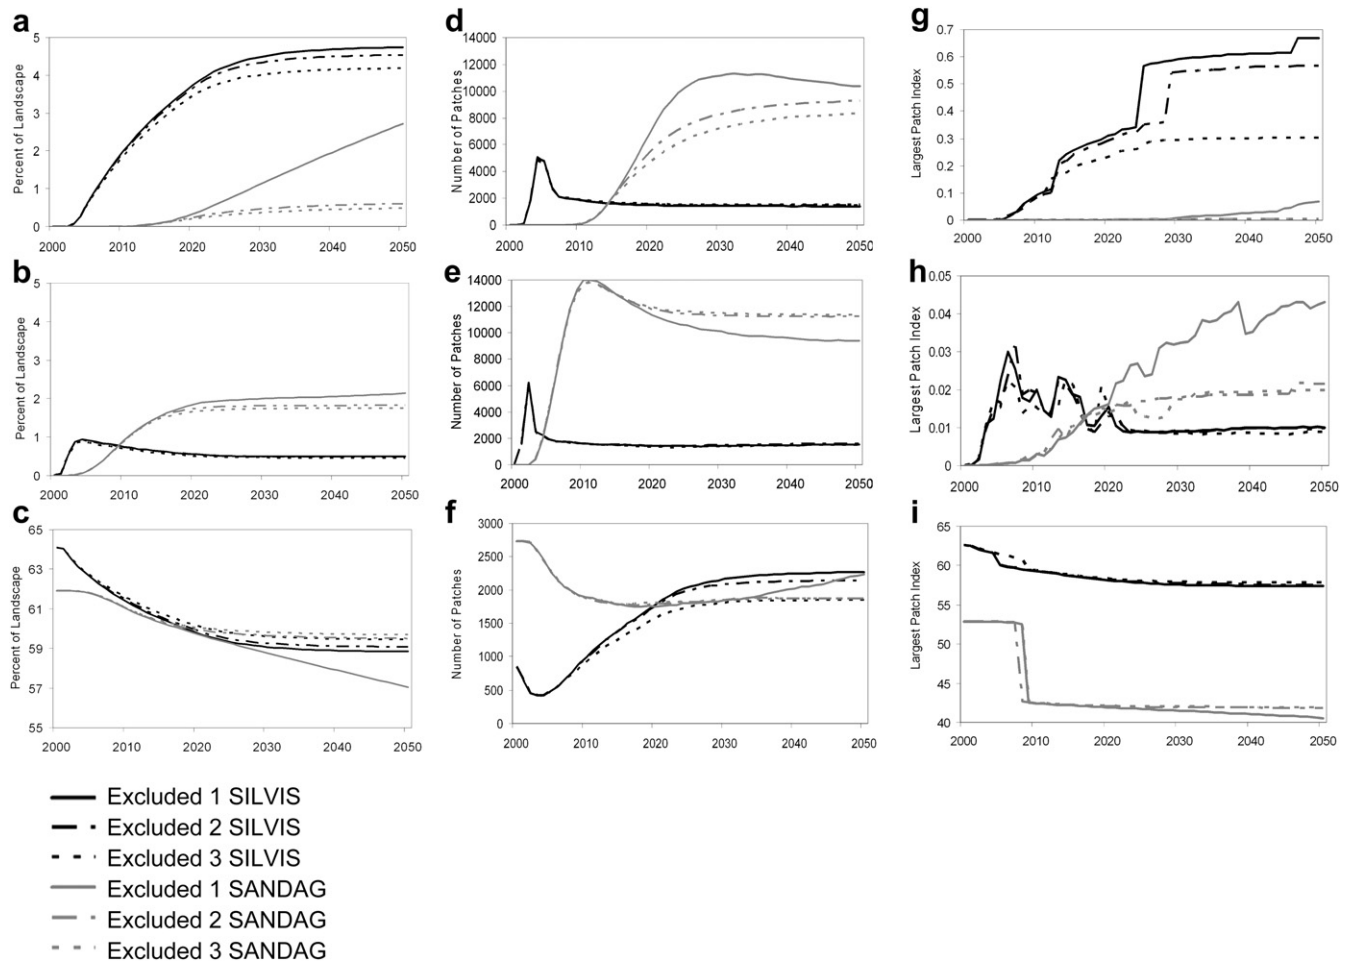 a
5
4
3
2
1
0
Percent of Landscape
2000 2010 2020 2030 2040 2050
b
5
4
3
2
1
0
Percent of Landscape
2000 2010 2020 2030 2040 2050
c
65
63
61
59
57
55
Percent of Landscape
2000 2010 2020 2030 2040 2050
d
14000
12000
10000
8000
6000
4000
2000
0
Number of Patches
2000 2010 2020 2030 2040 2050
e
14000
12000
10000
8000
6000
4000
2000
0
Number of Patches
2000 2010 2020 2030 2040 2050
f
3000
2500
2000
1500
1000
500
0
Number of Patches
2000 2010 2020 2030 2040 2050
g
0.7
0.6
0.5
0.4
0.3
0.2
0.1
0
Largest Patch Index
2000 2010 2020 2030 2040 2050
h
0.05
0.04
0.03
0.02
0.01
0
Largest Patch Index
2000 2010 2020 2030 2040 2050
i
65
60
55
50
45
40
Largest Patch Index
2000 2010 2020 2030 2040 2050
Excluded 1 SILVIS
Excluded 2 SILVIS
Excluded 3 SILVIS
Excluded 1 SANDAG
Excluded 2 SANDAG
Excluded 3 SANDAG